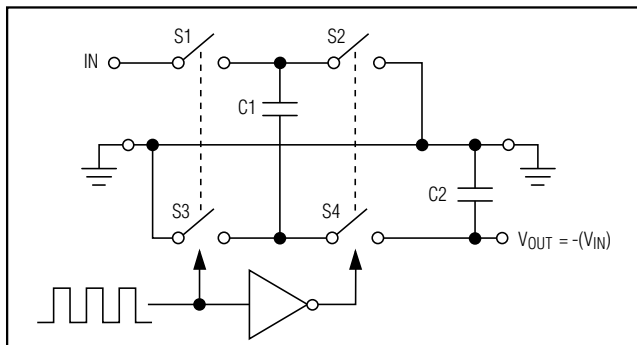 S1
S2
IN
C1
C2
S3
S4
VOUT = -(VIN)